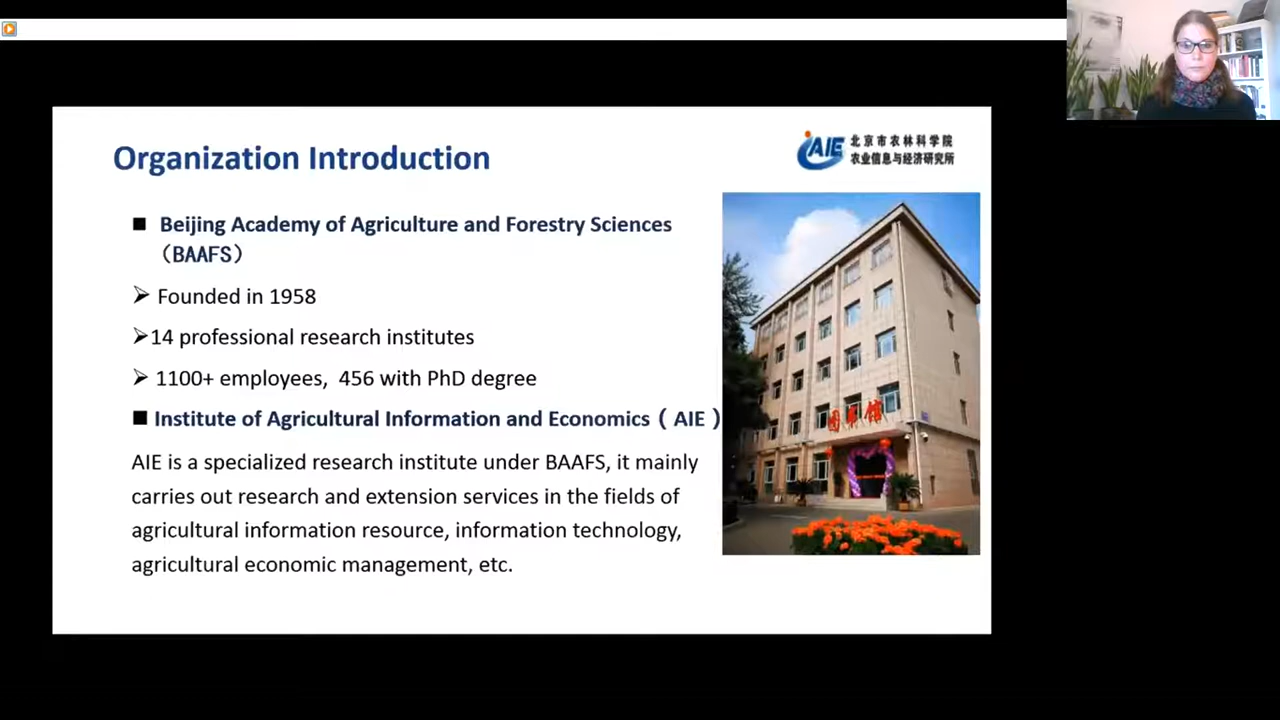 Organization Introduction
AIE 北京市农林科学院
农业信息与经济研究所
■ Beijing Academy of Agriculture and Forestry Sciences
（BAAFS）
➢ Founded in 1958
➢14 professional research institutes
➢ 1100+ employees, 456 with PhD degree
■ Institute of Agricultural Information and Economics ( AIE )
AIE is a specialized research institute under BAAFS, it mainly
carries out research and extension services in the fields of
agricultural information resource, information technology,
agricultural economic management, etc.
图书馆